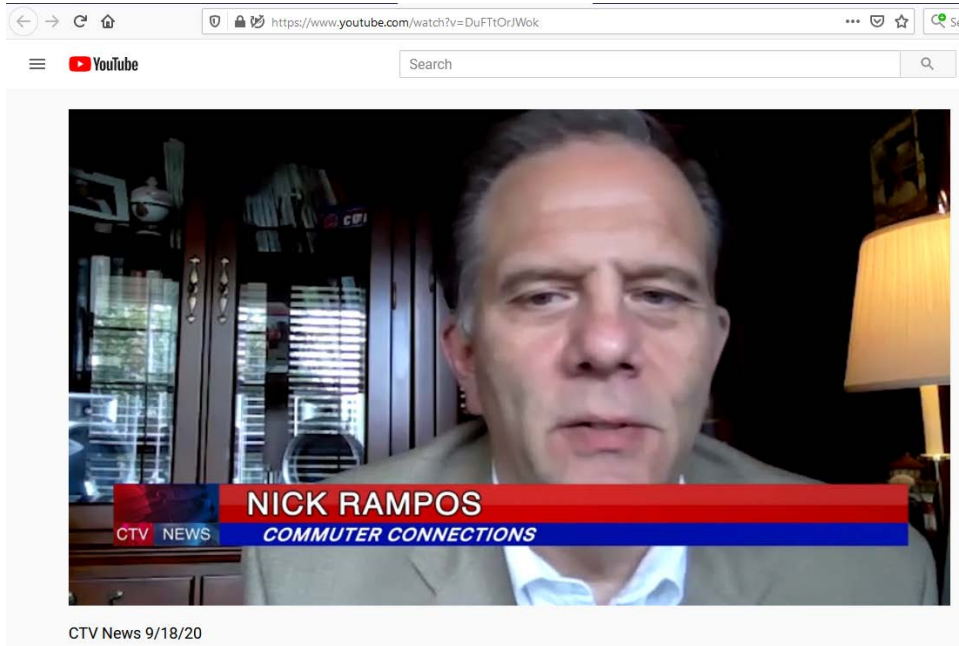 https://www.youtube.com/watch?v=DuFTtOrJWok
YouTube
Search
NICK RAMPOS
CTV NEWS
COMMUTER CONNECTIONS
CTV News 9/18/20